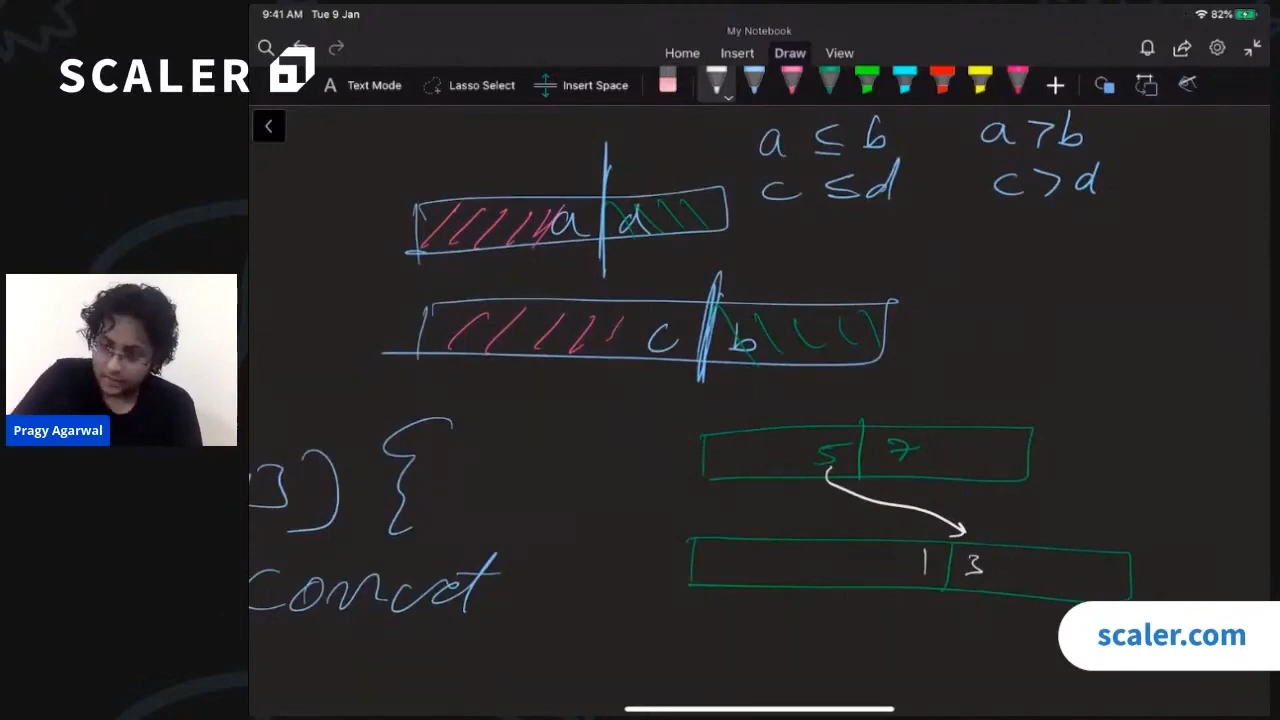 9:41 AM Tue 9 Jan
82%
My Notebook
Home Insert Draw View
SCALER
A Text Mode Lasso Select Insert Space
a ≤ b a > b
c ≤ d c > d
a d
c b
Pragy Agarwal
5 7
) {
1 3
concat
scaler.com